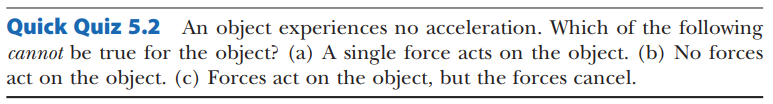 Quick Quiz 5.2 An object experiences no acceleration. Which of the following
cannot be true for the object? (a) A single force acts on the object. (b) No forces
act on the object. (c) Forces act on the object, but the forces cancel.